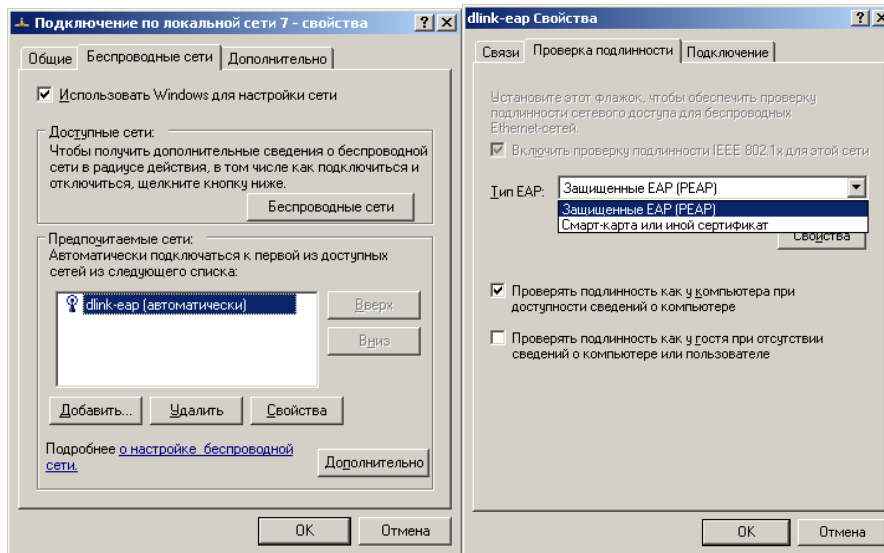 Подключение по локальной сети 7 - свойства
Общие
Беспроводные сети
Дополнительно
Использовать Windows для настройки сети
Доступные сети:
Чтобы получить дополнительные сведения о беспроводной
сети в радиусе действия, в том числе как подключиться и
отключиться, щелкните кнопку ниже.
Беспроводные сети
Предпочитаемые сети:
Автоматически подключаться к первой из доступных
сетей из следующего списка:
dlink-eap (автоматически)
Вверх
Вниз
Добавить...
Удалить
Свойства
Подробнее о настройке беспроводной
сети.
Дополнительно
OK
Отмена
dlink-eap Свойства
Связи
Проверка подлинности
Подключение
Установите этот флажок, чтобы обеспечить проверку
подлинности сетевого доступа для беспроводных
Ethernet-сетей.
Включить проверку подлинности IEEE 802.1x для этой сети
Тип EAP:
Защищенные EAP (PEAP)
Защищенные EAP (PEAP)
Смарт-карта или иной сертификат
Свойства
Проверять подлинность как у компьютера при
доступности сведений о компьютере
Проверять подлинность как у гостя при отсутствии
сведений о компьютере или пользователе
OK
Отмена